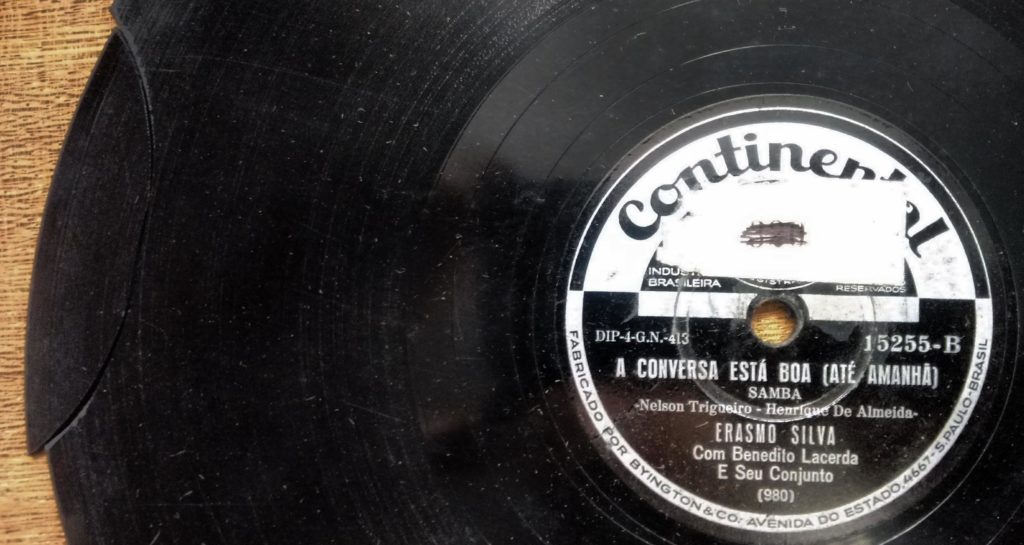 Continental
INDUSTRIA
BRASILEIRA
RESERVADOS
DIP-4-G.N.-413
15255-B
A CONVERSA ESTÁ BOA (ATÉ AMANHÃ)
SAMBA
-Nelson Trigueiro - Henrique De Almeida-
ERASMO SILVA
Com Benedito Lacerda
E Seu Conjunto
(980)
FABRICADO POR BYINGTON & CO: AVENIDA DO ESTADO, 4667-S. PAULO-BRASIL